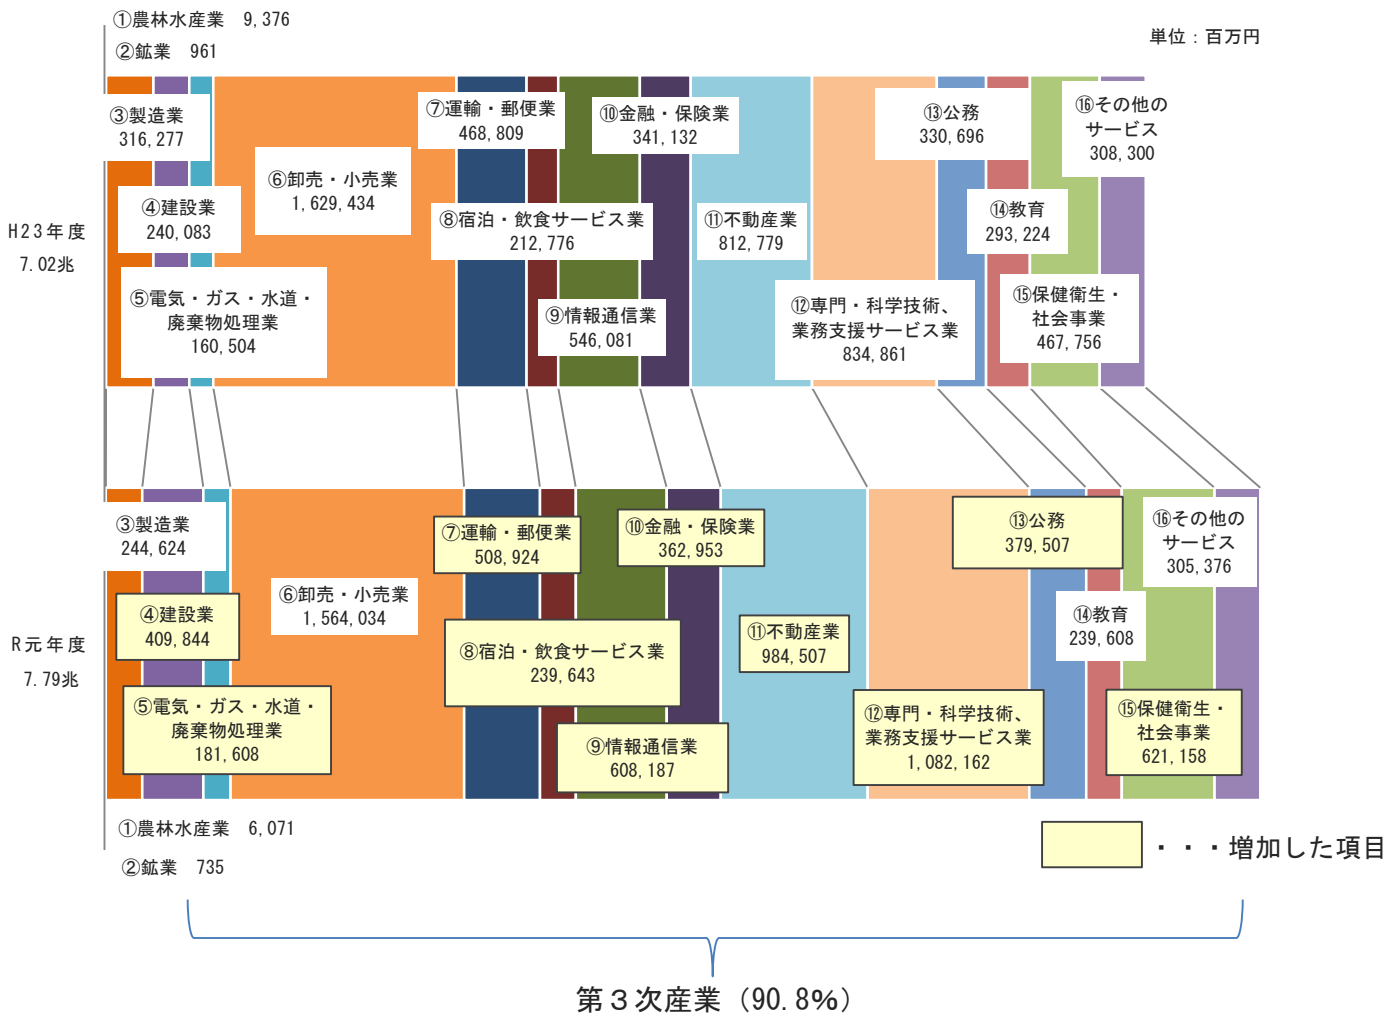 ①農林水産業 9,376
②鉱業 961
単位：百万円
③製造業
316,277
④建設業
240,083
⑤電気・ガス・水道・
廃棄物処理業
160,504
⑥卸売・小売業
1,629,434
⑦運輸・郵便業
468,809
⑧宿泊・飲食サービス業
212,776
⑨情報通信業
546,081
⑩金融・保険業
341,132
⑪不動産業
812,779
⑫専門・科学技術、
業務支援サービス業
834,861
⑬公務
330,696
⑭教育
293,224
⑮保健衛生・
社会事業
467,756
⑯その他の
サービス
308,300
H23年度
7.02兆
③製造業
244,624
④建設業
409,844
⑤電気・ガス・水道・
廃棄物処理業
181,608
⑥卸売・小売業
1,564,034
⑦運輸・郵便業
508,924
⑧宿泊・飲食サービス業
239,643
⑨情報通信業
608,187
⑩金融・保険業
362,953
⑪不動産業
984,507
⑫専門・科学技術、
業務支援サービス業
1,082,162
⑬公務
379,507
⑭教育
239,608
⑮保健衛生・
社会事業
621,158
⑯その他の
サービス
305,376
R元年度
7.79兆
①農林水産業 6,071
②鉱業 735
・・・増加した項目
第３次産業（90.8%）